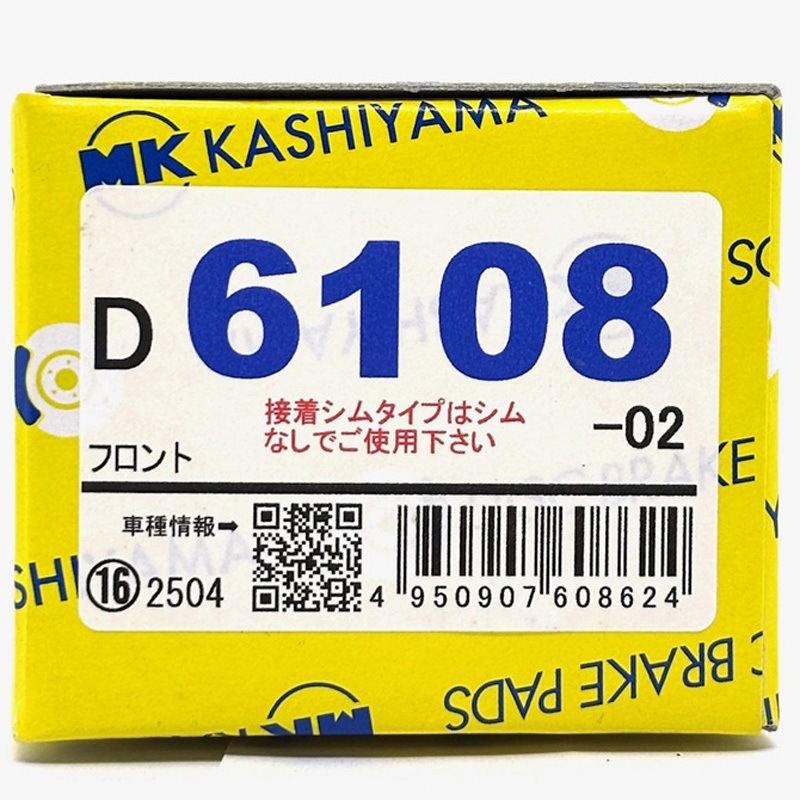 MK KASHIYAMA
D 6108
接着シムタイプはシム
なしでご使用下さい
-02
フロント
車種情報➡
⑯2504
4 950907 608624
BRAKE PADS